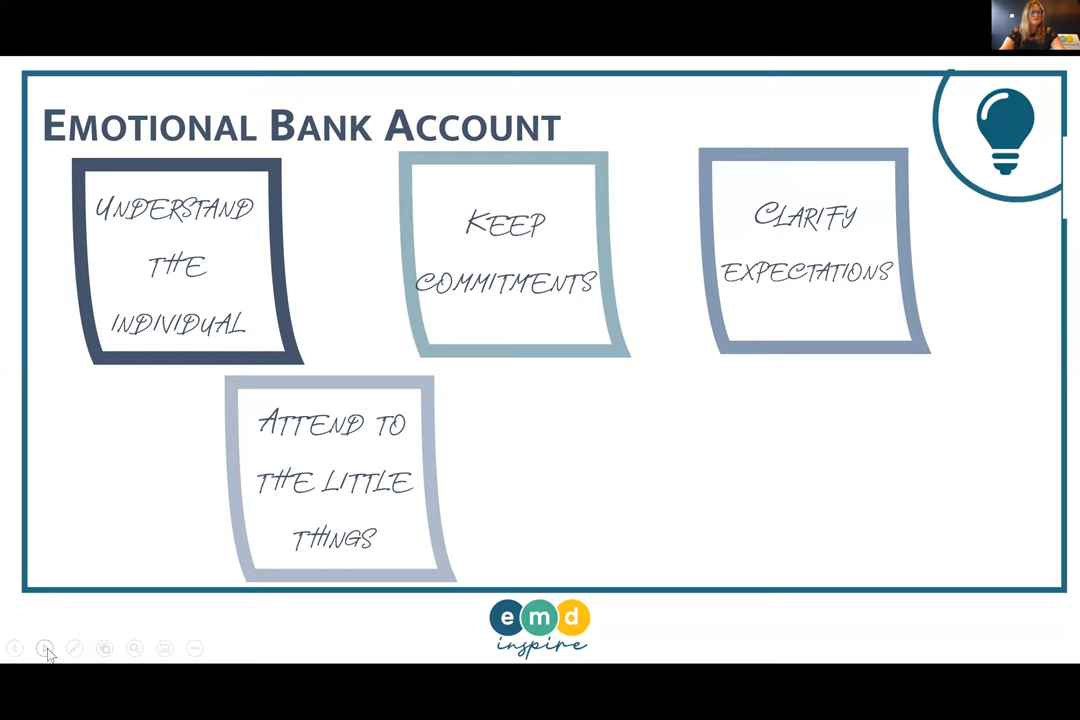 EMOTIONAL BANK ACCOUNT
UNDERSTAND
THE
INDIVIDUAL
KEEP
COMMITMENTS
CLARIFY
EXPECTATIONS
ATTEND TO
THE LITTLE
THINGS
emd
inspire